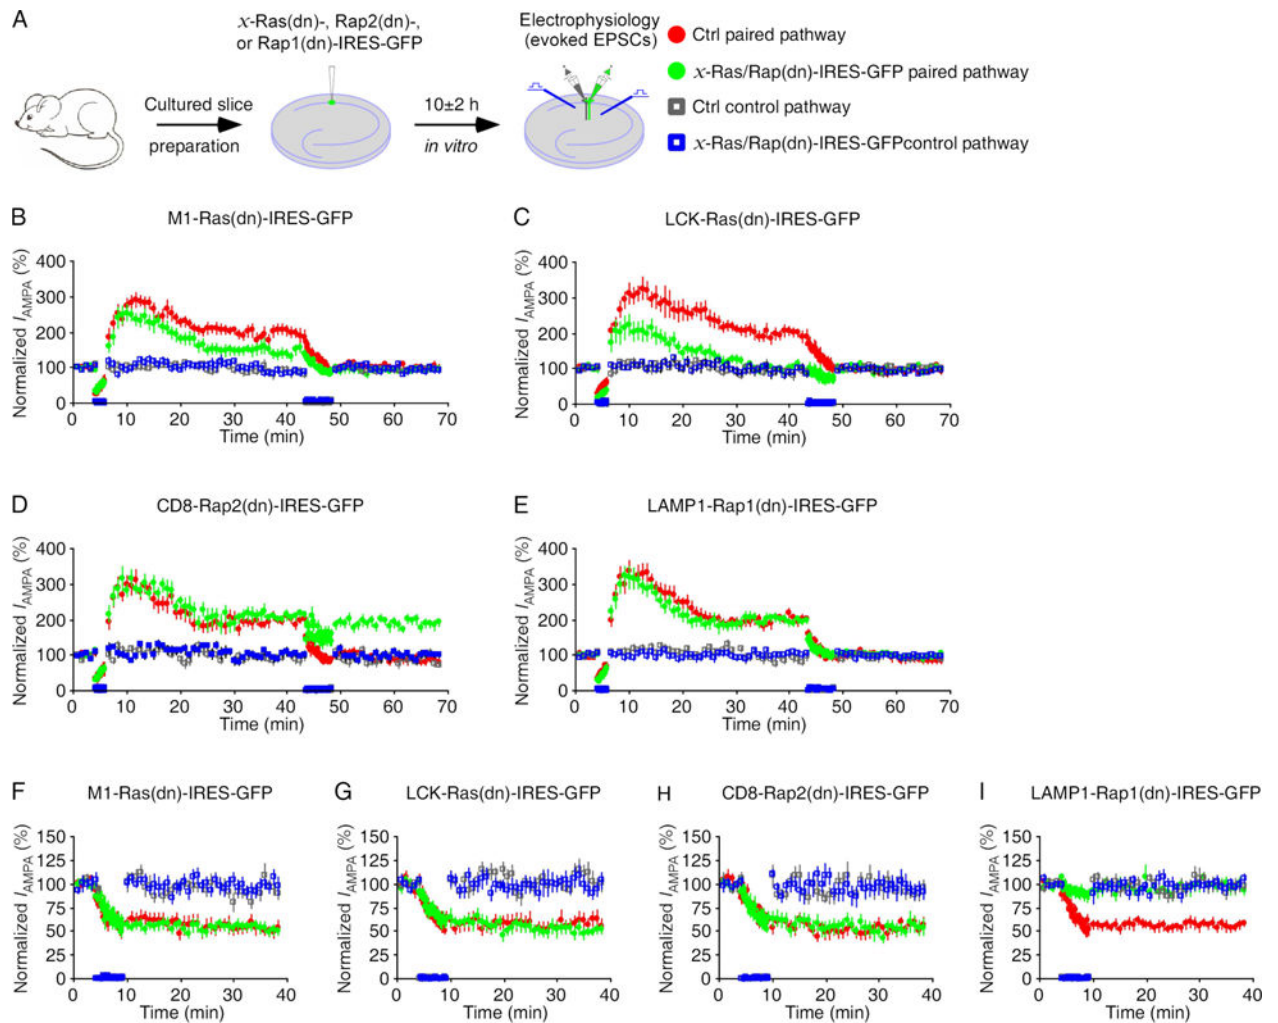 A
x-Ras(dn)-, Rap2(dn)-,
or Rap1(dn)-IRES-GFP
Cultured slice
preparation
10±2 h
in vitro
Electrophysiology
(evoked EPSCs)
Ctrl paired pathway
x-Ras/Rap(dn)-IRES-GFP paired pathway
Ctrl control pathway
x-Ras/Rap(dn)-IRES-GFPcontrol pathway
B
M1-Ras(dn)-IRES-GFP
Normalized IAMPA (%)
400
300
200
100
0
0 10 20 30 40 50 60 70
Time (min)
C
LCK-Ras(dn)-IRES-GFP
Normalized IAMPA (%)
400
300
200
100
0
0 10 20 30 40 50 60 70
Time (min)
D
CD8-Rap2(dn)-IRES-GFP
Normalized IAMPA (%)
400
300
200
100
0
0 10 20 30 40 50 60 70
Time (min)
E
LAMP1-Rap1(dn)-IRES-GFP
Normalized IAMPA (%)
400
300
200
100
0
0 10 20 30 40 50 60 70
Time (min)
F
M1-Ras(dn)-IRES-GFP
Normalized IAMPA (%)
150
125
100
75
50
25
0
0 10 20 30 40
Time (min)
G
LCK-Ras(dn)-IRES-GFP
Normalized IAMPA (%)
150
125
100
75
50
25
0
0 10 20 30 40
Time (min)
H
CD8-Rap2(dn)-IRES-GFP
Normalized IAMPA (%)
150
125
100
75
50
25
0
0 10 20 30 40
Time (min)
I
LAMP1-Rap1(dn)-IRES-GFP
Normalized IAMPA (%)
150
125
100
75
50
25
0
0 10 20 30 40
Time (min)